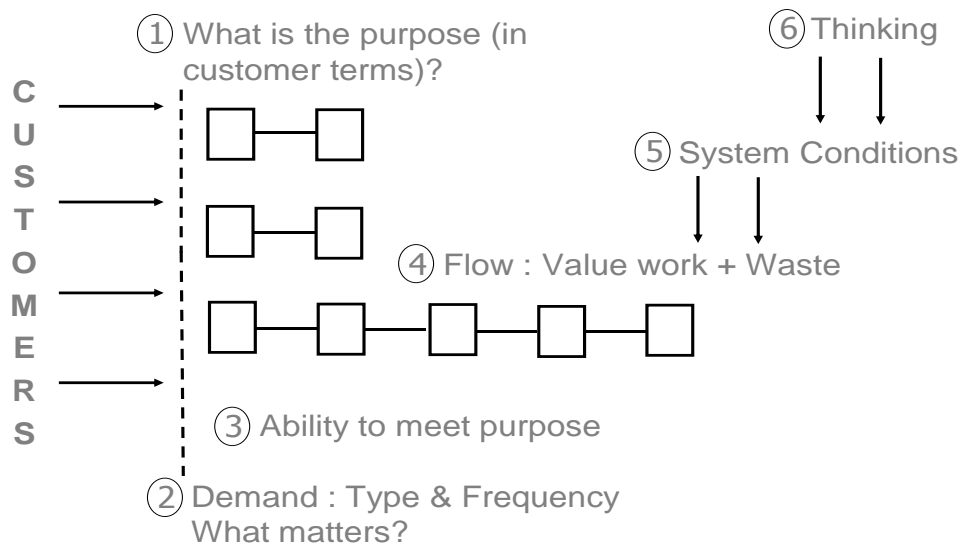 CUSTOMERS
1 What is the purpose (in
customer terms)?
6 Thinking
5 System Conditions
4 Flow : Value work + Waste
3 Ability to meet purpose
2 Demand : Type & Frequency
What matters?